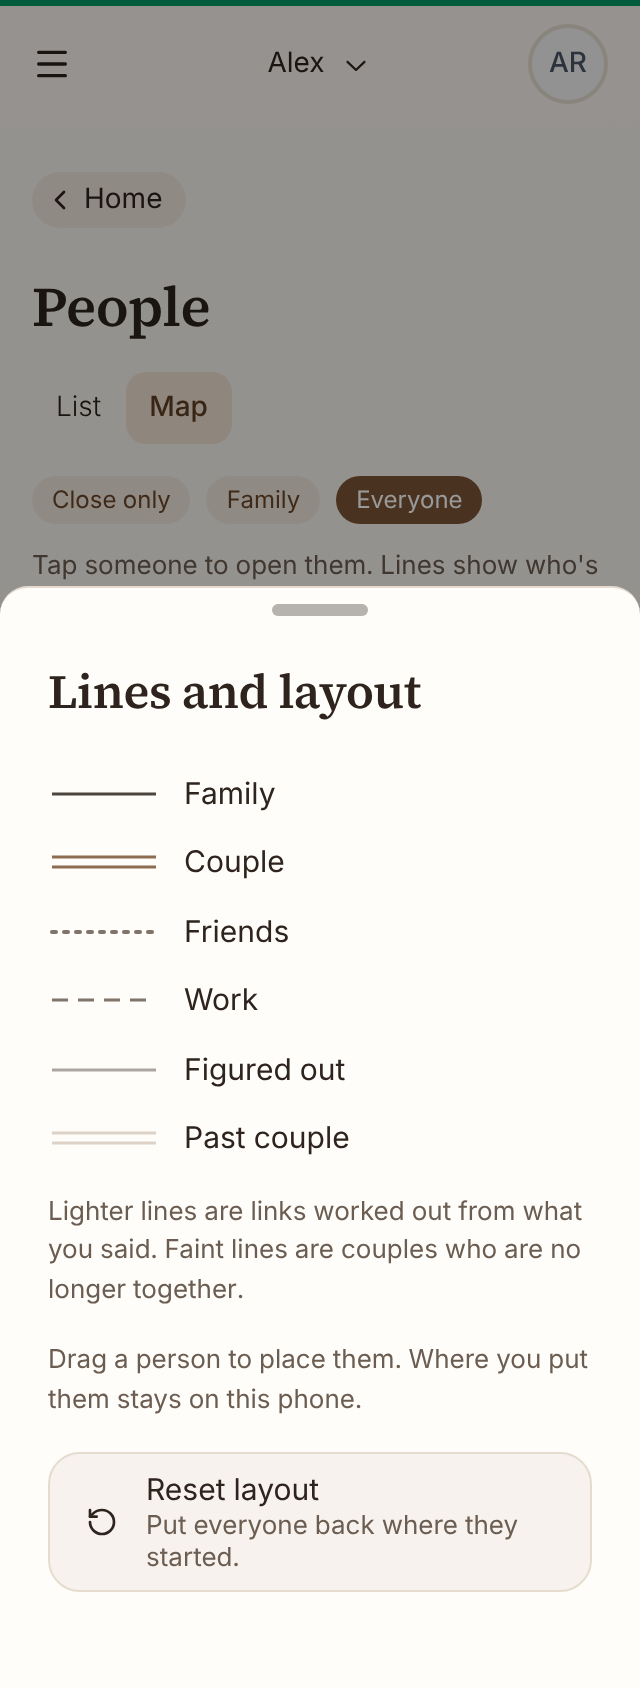 Alex
AR
Home
People
List
Map
Close only
Family
Everyone
Tap someone to open them. Lines show who's
Lines and layout
Family
Couple
Friends
Work
Figured out
Past couple
Lighter lines are links worked out from what
you said. Faint lines are couples who are no
longer together.
Drag a person to place them. Where you put
them stays on this phone.
Reset layout
Put everyone back where they
started.